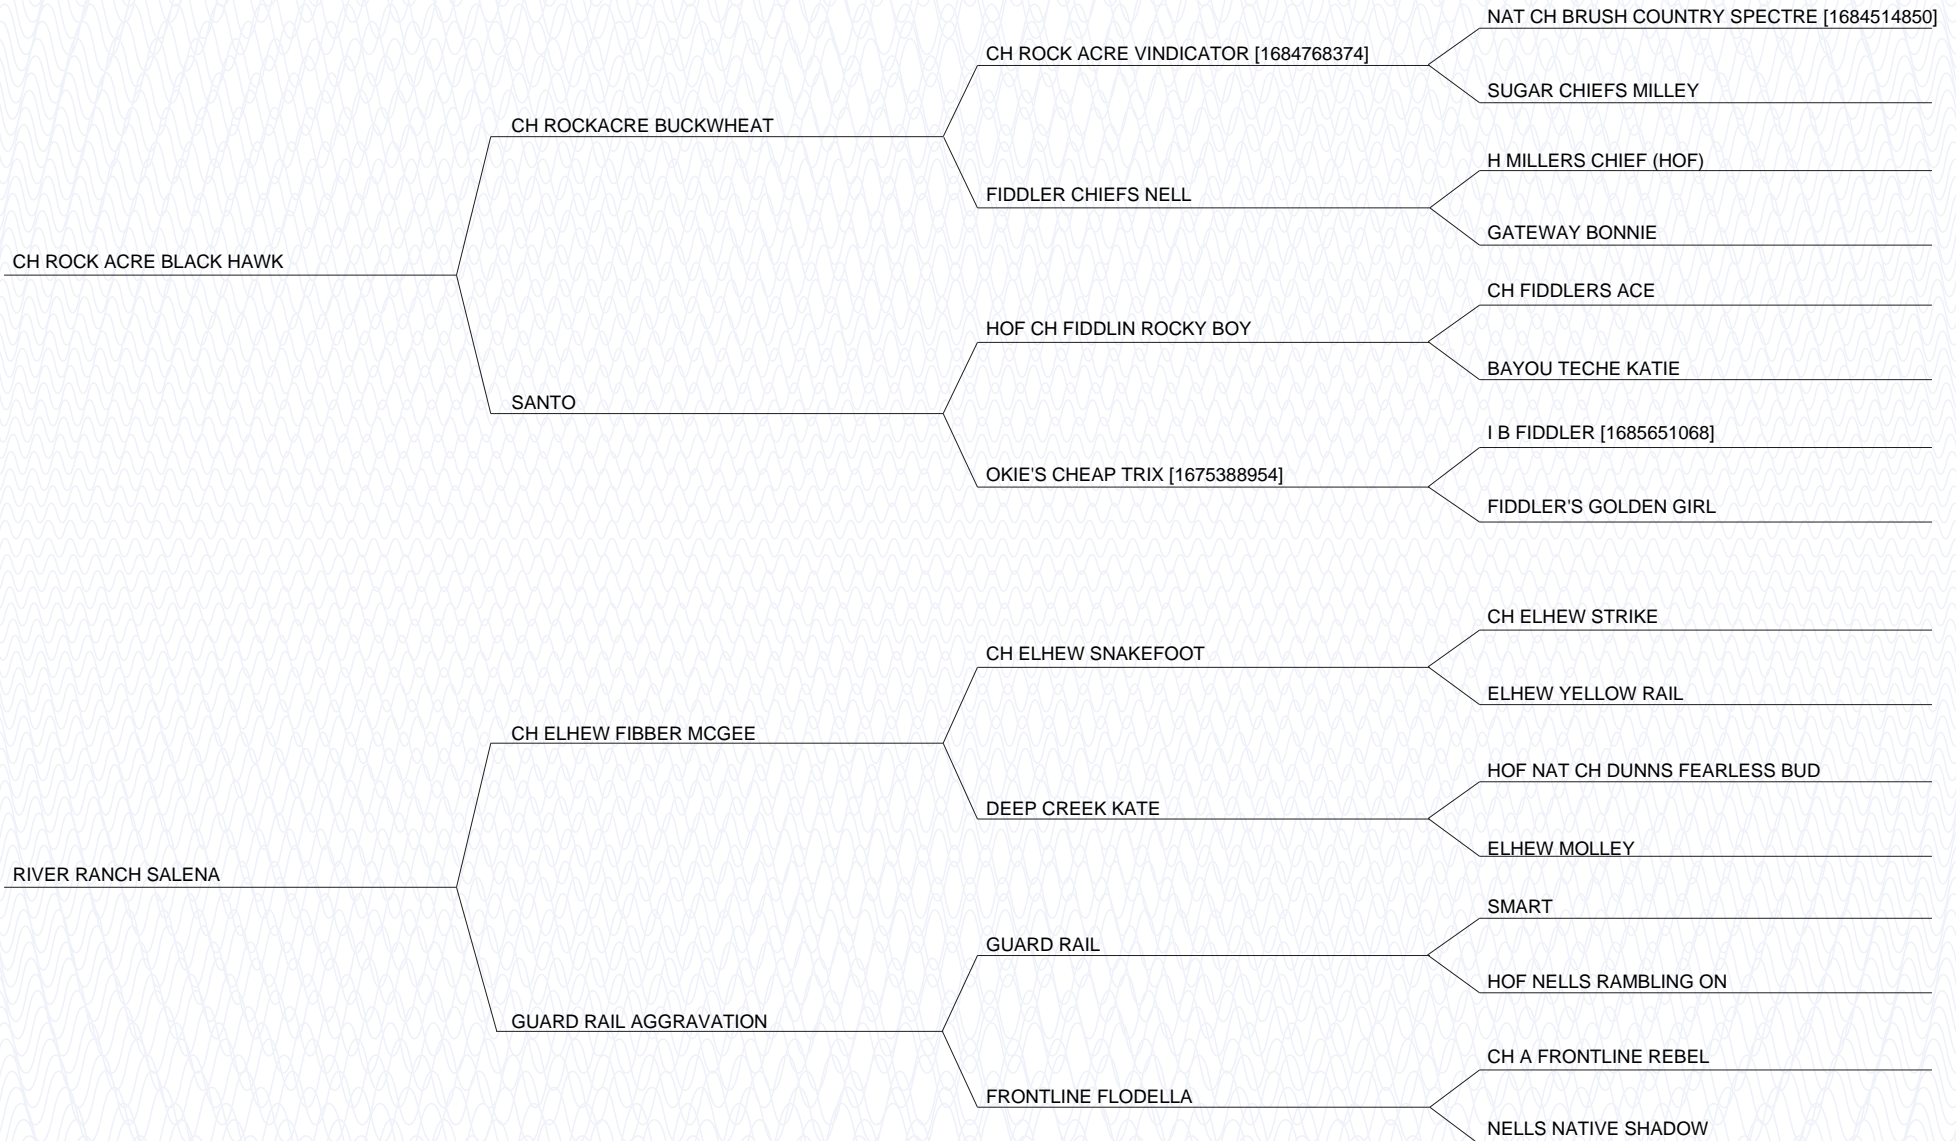 NAT CH BRUSH COUNTRY SPECTRE [1684514850]
CH ROCK ACRE VINDICATOR [1684768374]
SUGAR CHIEFS MILLEY
CH ROCKACRE BUCKWHEAT
H MILLERS CHIEF (HOF)
FIDDLER CHIEFS NELL
GATEWAY BONNIE
CH ROCK ACRE BLACK HAWK
CH FIDDLERS ACE
HOF CH FIDDLIN ROCKY BOY
BAYOU TECHE KATIE
SANTO
I B FIDDLER [1685651068]
OKIE'S CHEAP TRIX [1675388954]
FIDDLER'S GOLDEN GIRL
CH ELHEW STRIKE
CH ELHEW SNAKEFOOT
ELHEW YELLOW RAIL
CH ELHEW FIBBER MCGEE
HOF NAT CH DUNNS FEARLESS BUD
DEEP CREEK KATE
ELHEW MOLLEY
RIVER RANCH SALENA
SMART
GUARD RAIL
HOF NELLS RAMBLING ON
GUARD RAIL AGGRAVATION
CH A FRONTLINE REBEL
FRONTLINE FLODELLA
NELLS NATIVE SHADOW